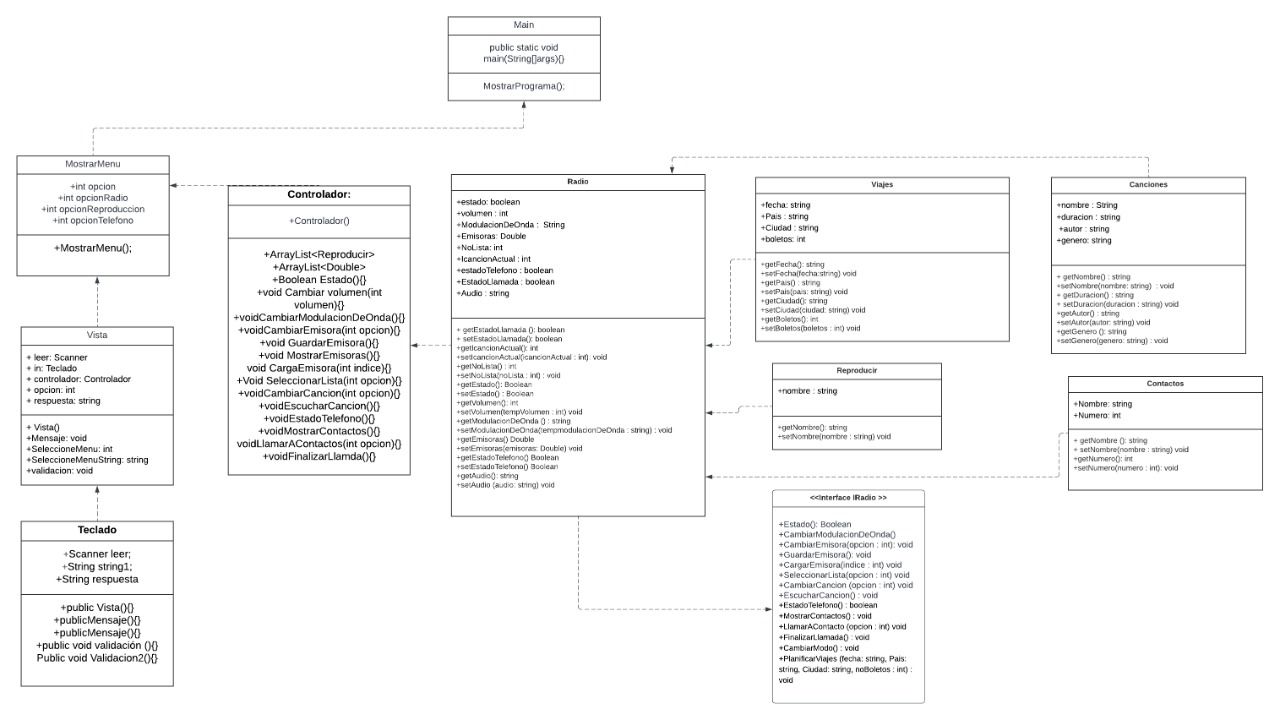 Main
public static void
main(String[]args){}
MostrarPrograma();
MostrarMenu
+int opcion
+int opcionRadio
+int opcionReproduccion
+int opcionTelefono
+MostrarMenu();
Vista
+ leer: Scanner
+ in: Teclado
+ controlador: Controlador
+ opcion: int
+ respuesta: string
+ Vista()
+Mensaje: void
+SeleccioneMenu: int
+SeleccioneMenuString: string
+validacion: void
Teclado
+Scanner leer;
+String string1;
+String respuesta
+public Vista(){}
+publicMensaje(){}
+publicMensaje(){}
+public void validación (){}
Public void Validacion2(){}
Controlador:
+Controlador()
+ArrayList<Reproducir>
+ArrayList<Double>
+Boolean Estado(){}
+void Cambiar volumen(int
volumen){}
+voidCambiarModulacionDeOnda(){}
+voidCambiarEmisora(int opcion){}
+void GuardarEmisora(){}
+void MostrarEmisoras(){}
void CargaEmisora(int indice){}
+Void SeleccionarLista(int opcion){}
+voidCambiarCancion(int opcion){}
+voidEscucharCancion(){}
+voidEstadoTelefono(){}
+voidMostrarContactos(){}
voidLlamarAContactos(int opcion){}
+voidFinalizarLlamda(){}
Radio
+estado: boolean
+volumen : int
+ModulacionDeOnda : String
+Emisoras: Double
+NoLista: int
+IcancionActual : int
+estadoTelefono : boolean
+EstadoLlamada : boolean
+Audio : string
+ getEstadoLlamada (): boolean
+ setEstadoLlamada(): boolean
+getIcancionActual(): int
+setIcancionActual(icancionActual : int): void
+getNoLista() : int
+setNoLista(noLista : int) : void
+getEstado(): Boolean
+setEstado() : Boolean
+getVolumen(): int
+setVolumen(tempVolumen : int) void
+getModulacionDeOnda () : string
+setModulacionDeOnda(tempmodulacionDeOnda : string) : void
+getEmisoras() Double
+setEmisoras(emisoras: Double) void
+getEstadoTelefono() Boolean
+setEstadoTelefono() Boolean
+getAudio(): string
+setAudio (audio: string) void
Viajes
+fecha: string
+Pais : string
+Ciudad : string
+boletos: int
+getFecha(): string
+setFecha(fecha:string) void
+getPais() : string
+setPais(pais: string) void
+getCiudad(): string
+setCiudad(ciudad: string) void
+getBoletos(): int
+setBoletos(boletos : int) void
Canciones
+nombre : String
+duracion : string
+autor : string
+genero: string
+ getNombre() : string
+setNombre(nombre: string) : void
+getDuracion() : string
+ setDuracion(duracion : string) void
+getAutor() : string
+setAutor(autor: string) void
+getGenero (): string
+setGenero(genero: string) : void
Reproducir
+nombre : string
+getNombre(): string
+setNombre(nombre : string) void
Contactos
+Nombre: string
+Numero: int
+ getNombre (): string
+ setNombre(nombre : string) void
+getNumero(): int
+setNumero(numero : int): void
<<Interface IRadio >>
+Estado(): Boolean
+CambiarModulacionDeOnda()
+CambiarEmisora(opcion : int): void
+GuardarEmisora(): void
+CargarEmisora(indice : int) void
+SeleccionarLista(opcion : int) void
+CambiarCancion (opcion : int) void
+EscucharCancion() : void
+EstadoTelefono() : boolean
+MostrarContactos() : void
+LlamarAContacto (opcion : int) void
+FinalizarLlamada() : void
+CambiarModo() : void
+PlanificarViajes (fecha: string, Pais:
string, Ciudad: string, noBoletos : int) :
void